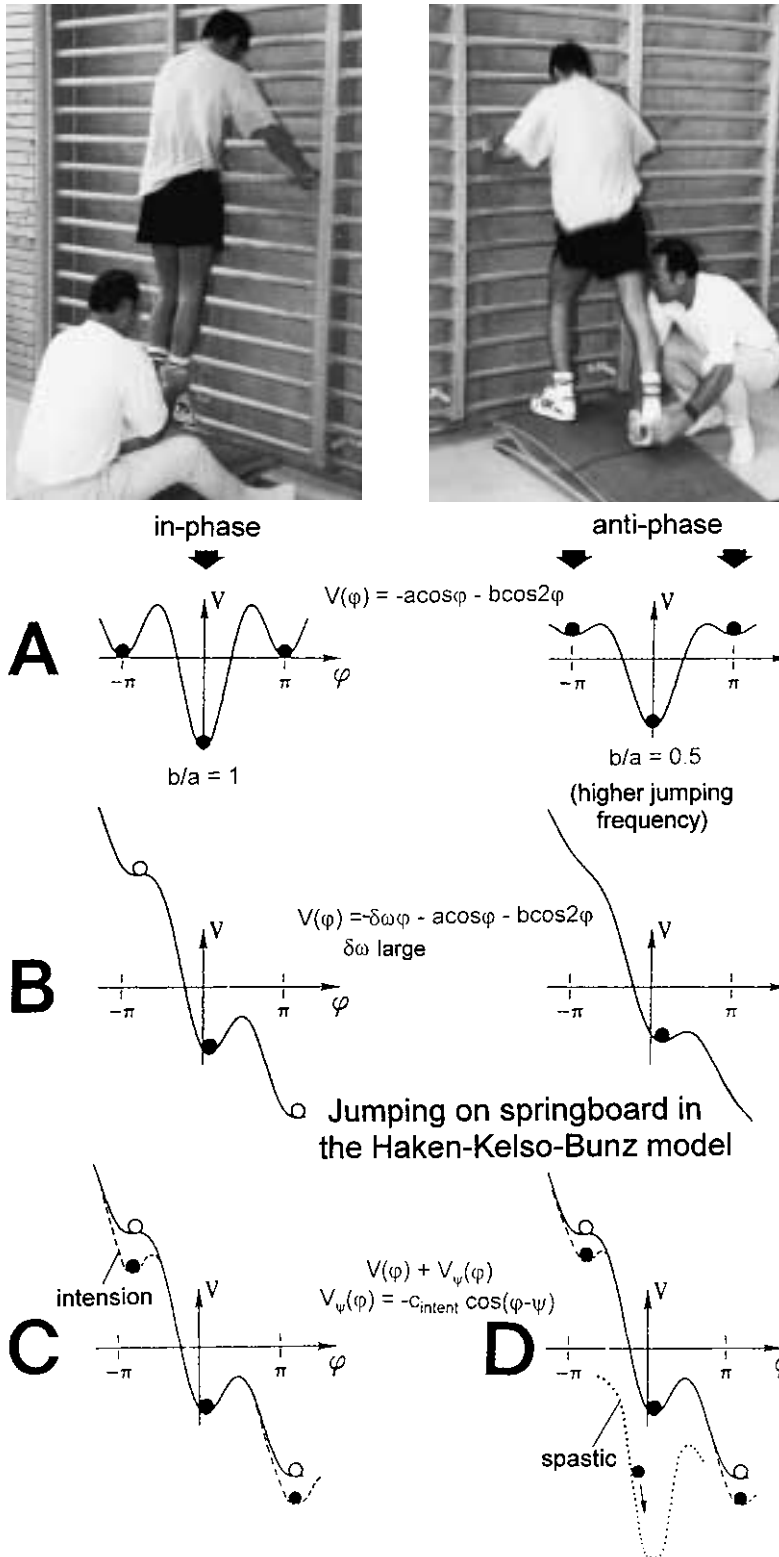 in-phase
anti-phase
V
V(φ) = -acosφ - bcos2φ
V
A
-π
π
φ
-π
π
b/a = 1
b/a = 0.5
(higher jumping
frequency)
V
V(φ) =-δωφ - acosφ - bcos2φ
δω large
V
B
-π
π
φ
-π
π
Jumping on springboard in
the Haken-Kelso-Bunz model
V
V(φ) + Vψ(φ)
Vψ(φ) = -cintent cos(φ-ψ)
V
intension
C
-π
π
φ
D
-π
π
φ
spastic